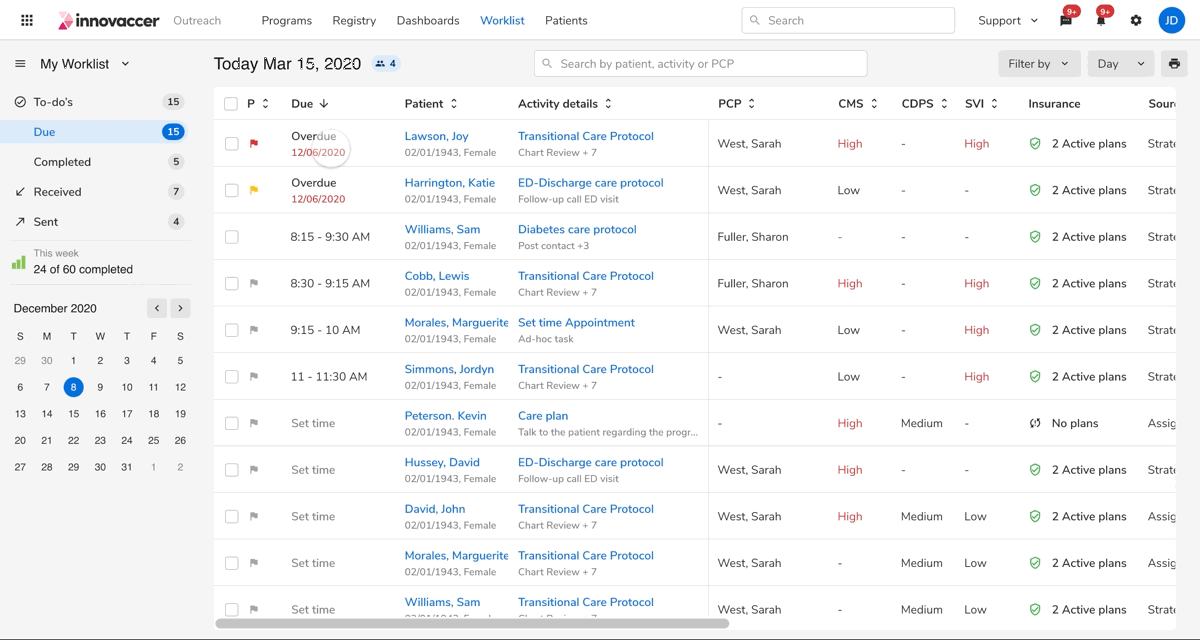 innovaccer Outreach Programs Registry Dashboards Worklist Patients Search Support 9+ 9+ JD
My Worklist
To-do's 15
Due 15
Completed 5
Received 7
Sent 4
This week
24 of 60 completed
December 2020
S M T W T F S
29 30 1 2 3 4 5
6 7 8 9 10 11 12
13 14 15 16 17 18 19
20 21 22 23 24 25 26
27 28 29 30 31 1 2
Today Mar 15, 2020 4 Search by patient, activity or PCP Filter by Day
P Due Patient Activity details PCP CMS CDPS SVI Insurance Sour
Overdue Lawson, Joy Transitional Care Protocol West, Sarah High - High 2 Active plans Strate
12/06/2020 02/01/1943, Female Chart Review + 7
Overdue Harrington, Katie ED-Discharge care protocol West, Sarah Low - - 2 Active plans Strate
12/06/2020 02/01/1943, Female Follow-up call ED visit
8:15 - 9:30 AM Williams, Sam Diabetes care protocol Fuller, Sharon - - - 2 Active plans Strate
02/01/1943, Female Post contact +3
8:30 - 9:15 AM Cobb, Lewis Transitional Care Protocol Fuller, Sharon High - High 2 Active plans Strate
02/01/1943, Female Chart Review + 7
9:15 - 10 AM Morales, Marguerite Set time Appointment West, Sarah Low - High 2 Active plans Strate
02/01/1943, Female Ad-hoc task
11 - 11:30 AM Simmons, Jordyn Transitional Care Protocol - Low - High 2 Active plans Strate
02/01/1943, Female Chart Review + 7
Set time Peterson. Kevin Care plan - High Medium - No plans Assig
02/01/1943, Female Talk to the patient regarding the progr...
Set time Hussey, David ED-Discharge care protocol West, Sarah High - - 2 Active plans Strate
02/01/1943, Female Follow-up call ED visit
Set time David, John Transitional Care Protocol West, Sarah High Medium Low 2 Active plans Assig
02/01/1943, Female Chart Review + 7
Set time Morales, Marguerite Transitional Care Protocol West, Sarah - Medium Low 2 Active plans Assig
02/01/1943, Female Chart Review + 7
Set time Williams, Sam Transitional Care Protocol West, Sarah - Medium Low 2 Active plans Assig
02/01/1943, Female Chart Review + 7